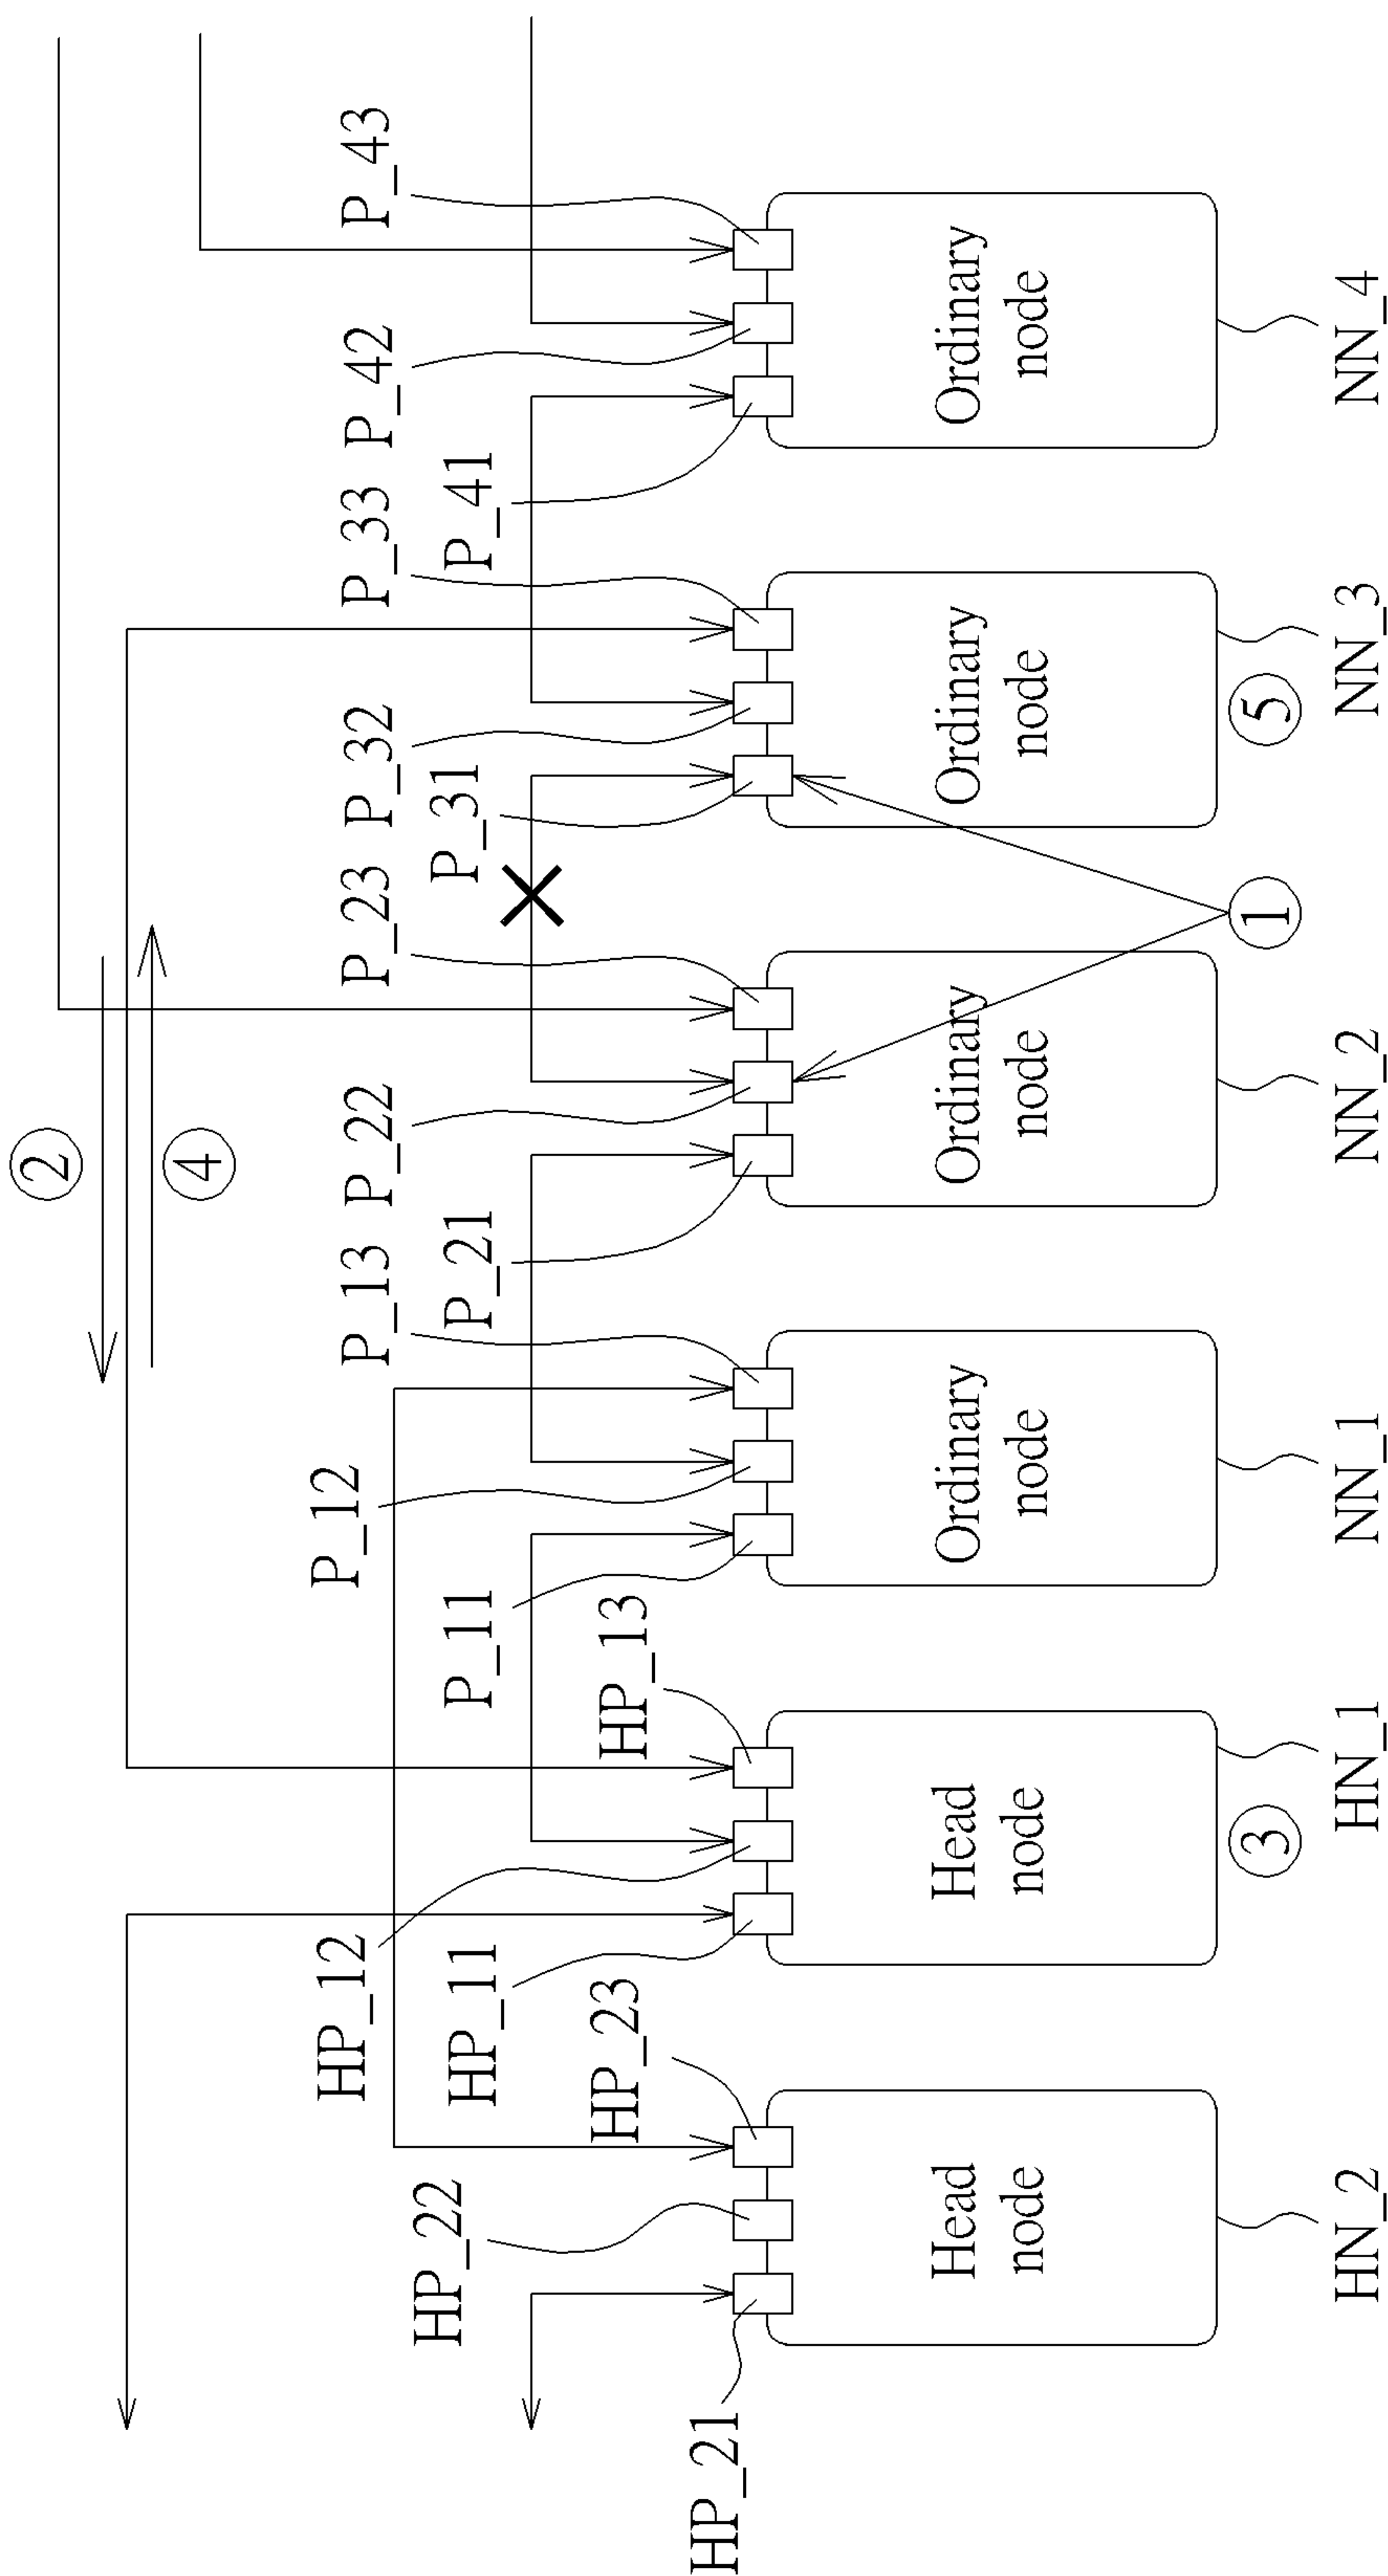 ②
④
P_13
P_22
P_23
P_32
P_33
P_42
P_43
P_12
HP_12
HP_22
HP_11
P_11
P_21
P_31
P_41
HP_23
HP_13
HP_21
Head
node
Head
node
Ordinary
node
Ordinary
node
Ordinary
node
Ordinary
node
③
①
⑤
HN_2
HN_1
NN_1
NN_2
NN_3
NN_4